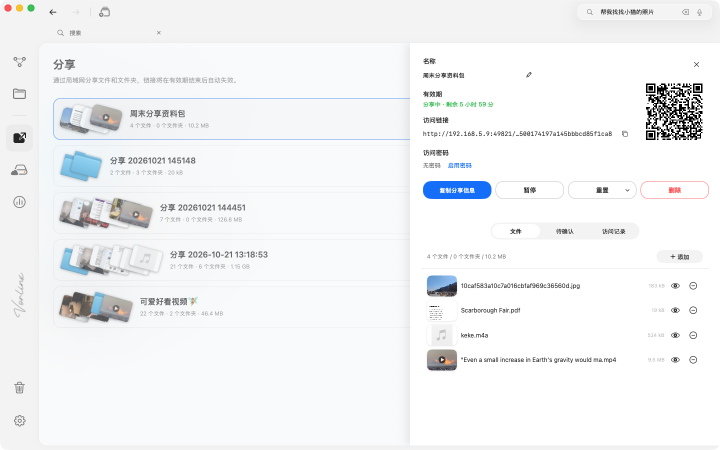 帮我找找小猫的照片
搜索
分享
通过局域网分享文件和文件夹，链接将在有效期结束后自动失效。
周末分享资料包
4 个文件 · 0 个文件夹 · 10.2 MB
分享 20261021 145148
2 个文件 · 3 个文件夹 · 20 kB
分享 20261021 144451
7 个文件 · 0 个文件夹 · 126.6 MB
分享 2026-10-21 13:18:53
21 个文件 · 6 个文件夹 · 1.16 GB
可爱好看视频
22 个文件 · 2 个文件夹 · 46.4 MB
名称
周末分享资料包
有效期
分享中 · 剩余 5 小时 59 分
访问链接
http://192.168.5.9:49821/…500174197a145bbbcd85f1ca8
访问密码
无密码 启用密码
复制分享信息 暂停 重置 删除
文件 待确认 访问记录
4 个文件 / 0 个文件夹 / 10.2 MB
+ 添加
10caf583a10c7a016cbfaf969c36560d.jpg
Scarborough Fair.pdf
keke.m4a
"Even a small increase in Earth's gravity would ma.mp4
9.6 MB